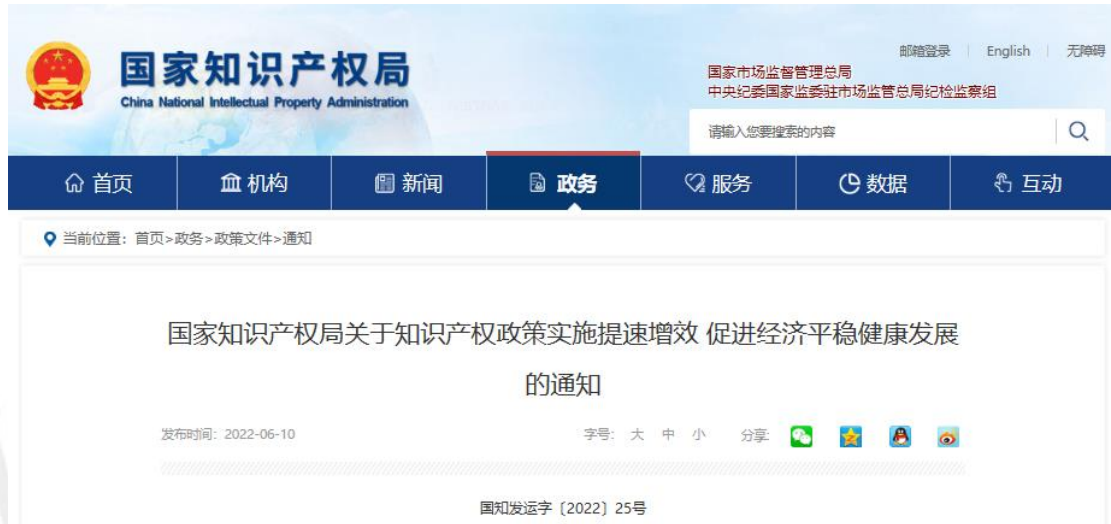 国家知识产权局
China National Intellectual Property Administration
邮箱登录 | English | 无障碍
国家市场监督管理总局
中央纪委国家监委驻市场监管总局纪检监察组
请输入您要搜索的内容
首页 机构 新闻 政务 服务 数据 互动
当前位置：首页>政务>政策文件>通知
国家知识产权局关于知识产权政策实施提速增效 促进经济平稳健康发展
的通知
发布时间：2022-06-10 字号：大 中 小 分享:
国知发运字〔2022〕25号